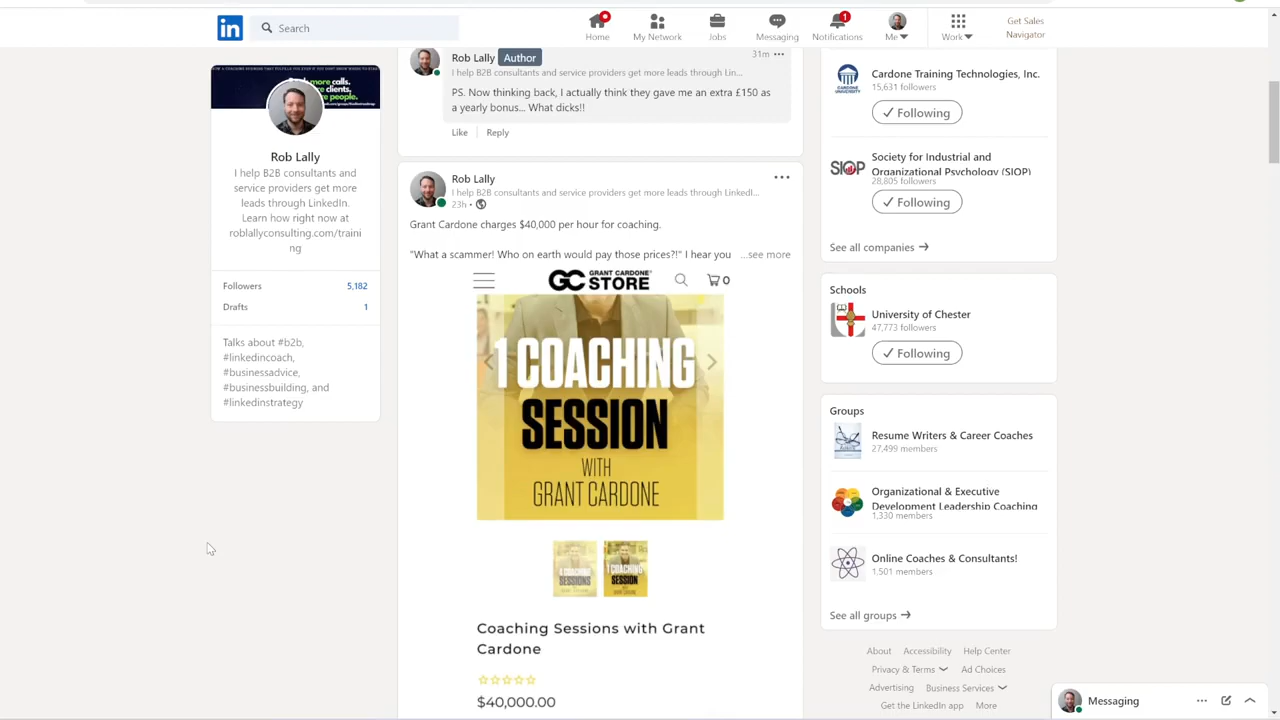 in
Search
Home
My Network
Jobs
Messaging
1
Notifications
Me
Work
Get Sales
Navigator
Rob Lally
I help B2B consultants and
service providers get more
leads through LinkedIn.
Learn how right now at
roblallyconsulting.com/traini
ng
Followers 5,182
Drafts 1
Talks about #b2b,
#linkedincoach,
#businessadvice,
#businessbuilding, and
#linkedinstrategy
Rob Lally Author
31m
I help B2B consultants and service providers get more leads through Lin...
PS. Now thinking back, I actually think they gave me an extra £150 as
a yearly bonus... What dicks!!
Like Reply
Rob Lally
I help B2B consultants and service providers get more leads through LinkedI...
23h •
Grant Cardone charges $40,000 per hour for coaching.
"What a scammer! Who on earth would pay those prices?!" I hear you ...see more
GC GRANT CARDONE STORE
0
1 COACHING
SESSION
WITH
GRANT CARDONE
Coaching Sessions with Grant
Cardone
$40,000.00
CARDONE
UNIVERSITY
Cardone Training Technologies, Inc.
15,631 followers
Following
SIOP
Society for Industrial and
Organizational Psychology (SIOP)
28,805 followers
Following
See all companies
Schools
University of Chester
47,773 followers
Following
Groups
Resume Writers & Career Coaches
27,499 members
Organizational & Executive
Development Leadership Coaching
1,330 members
Online Coaches & Consultants!
1,501 members
See all groups
About Accessibility Help Center
Privacy & Terms Ad Choices
Advertising Business Services
Get the LinkedIn app More
Messaging